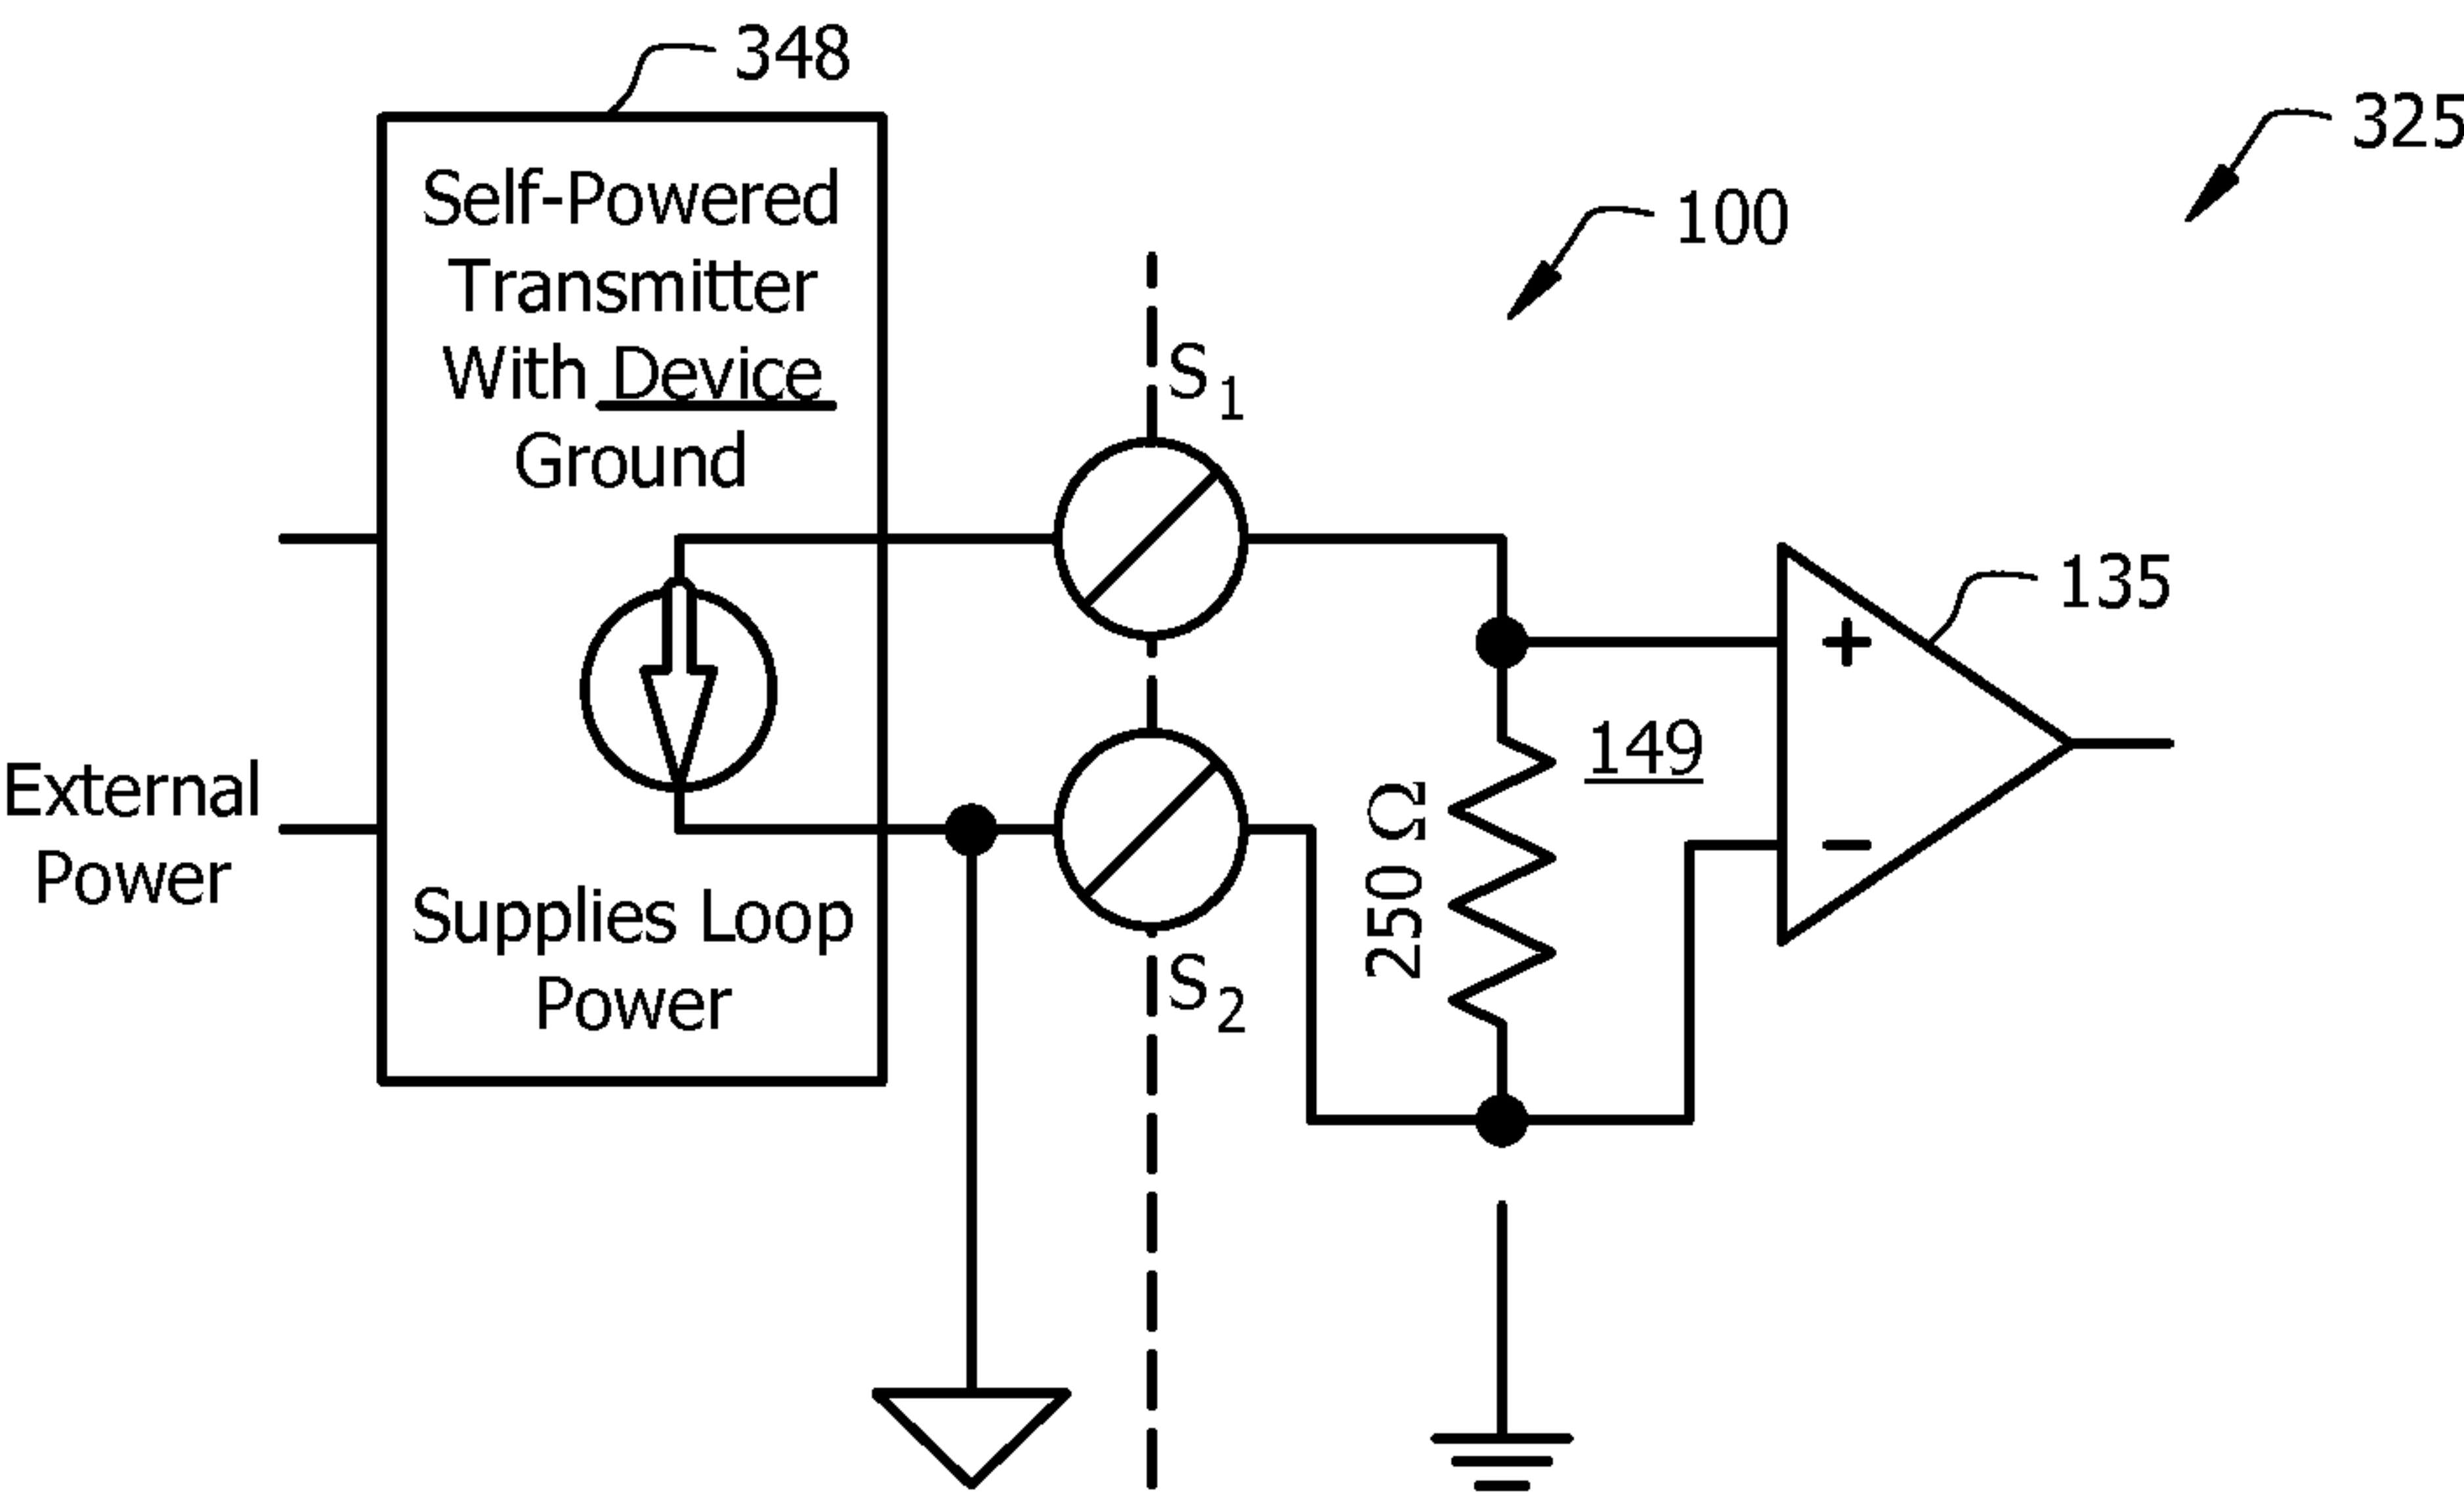 348
325
100
Self-Powered
Transmitter
With Device
Ground
S1
+
135
149
External
Power
250 Ω
−
Supplies Loop
Power
S2